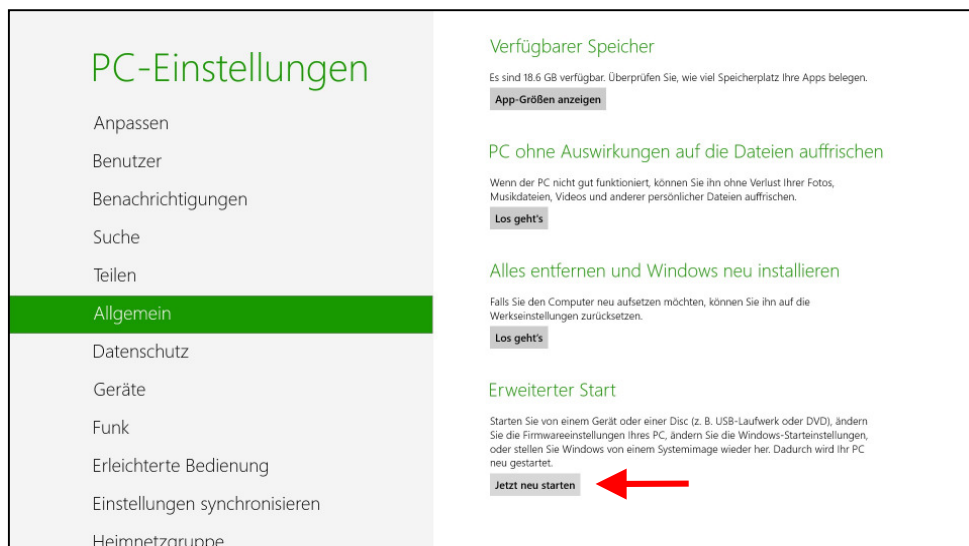 PC-Einstellungen
Anpassen
Benutzer
Benachrichtigungen
Suche
Teilen
Allgemein
Datenschutz
Geräte
Funk
Erleichterte Bedienung
Einstellungen synchronisieren
Heimnetzgruppe
Verfügbarer Speicher
Es sind 18.6 GB verfügbar. Überprüfen Sie, wie viel Speicherplatz Ihre Apps belegen.
App-Größen anzeigen
PC ohne Auswirkungen auf die Dateien auffrischen
Wenn der PC nicht gut funktioniert, können Sie ihn ohne Verlust Ihrer Fotos,
Musikdateien, Videos und anderer persönlicher Dateien auffrischen.
Los geht's
Alles entfernen und Windows neu installieren
Falls Sie den Computer neu aufsetzen möchten, können Sie ihn auf die
Werkseinstellungen zurücksetzen.
Los geht's
Erweiterter Start
Starten Sie von einem Gerät oder einer Disc (z. B. USB-Laufwerk oder DVD), ändern
Sie die Firmwareeinstellungen Ihres PC, ändern Sie die Windows-Starteinstellungen,
oder stellen Sie Windows von einem Systemimage wieder her. Dadurch wird Ihr PC
neu gestartet.
Jetzt neu starten